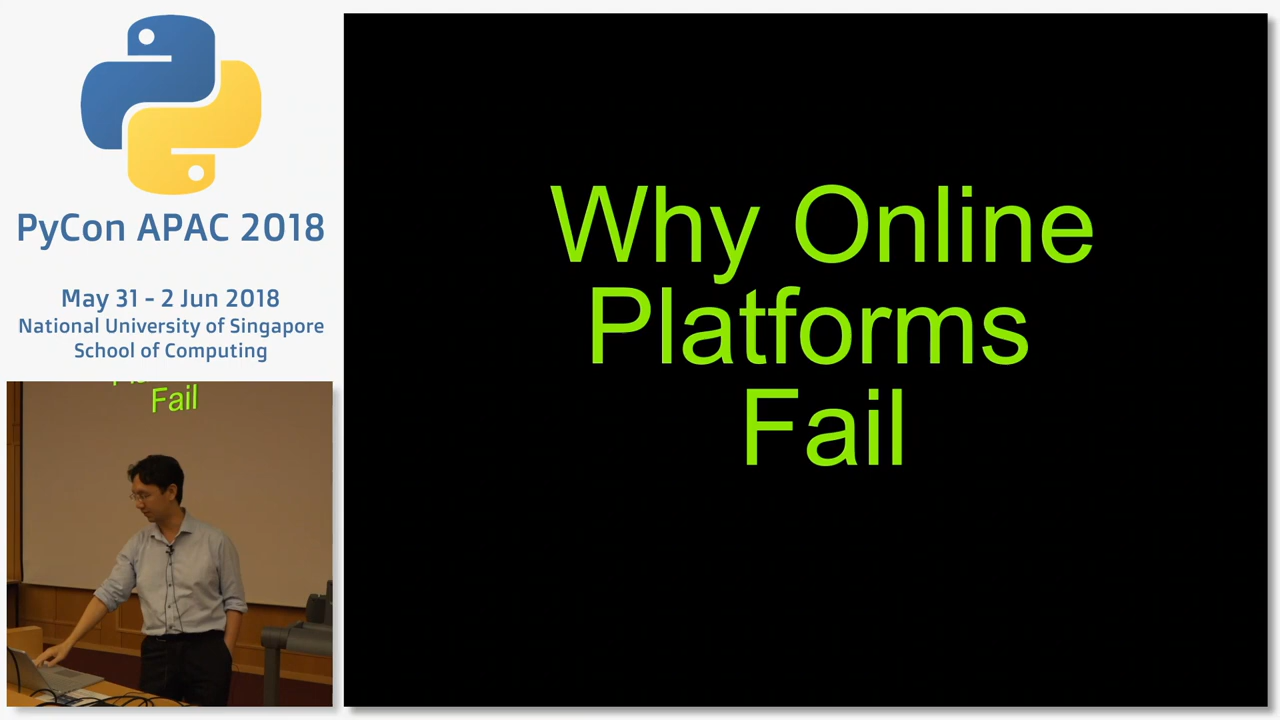 PyCon APAC 2018
May 31 - 2 Jun 2018
National University of Singapore
School of Computing
Fail
Why Online
Platforms
Fail